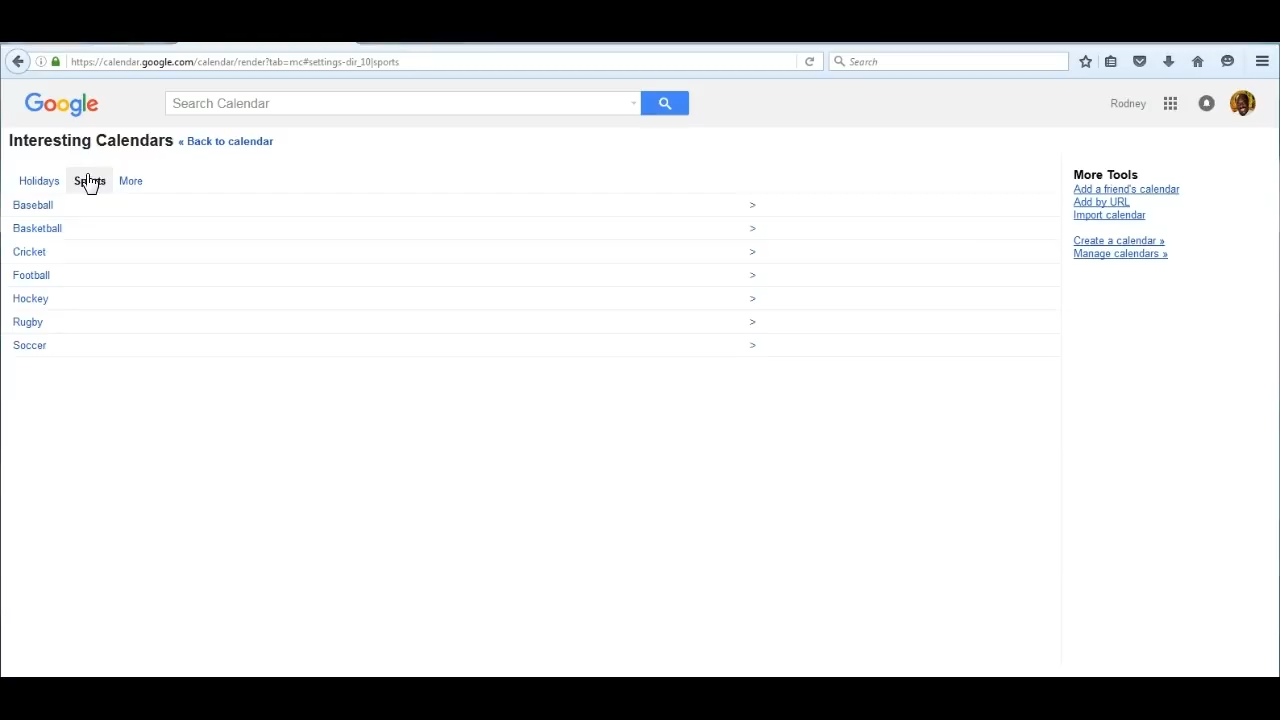 https://calendar.google.com/calendar/render?tab=mc#settings-dir_10|sports
Search
Google
Search Calendar
Rodney
Interesting Calendars « Back to calendar
Holidays Sports More
Baseball >
Basketball >
Cricket >
Football >
Hockey >
Rugby >
Soccer >
More Tools
Add a friend's calendar
Add by URL
Import calendar
Create a calendar »
Manage calendars »